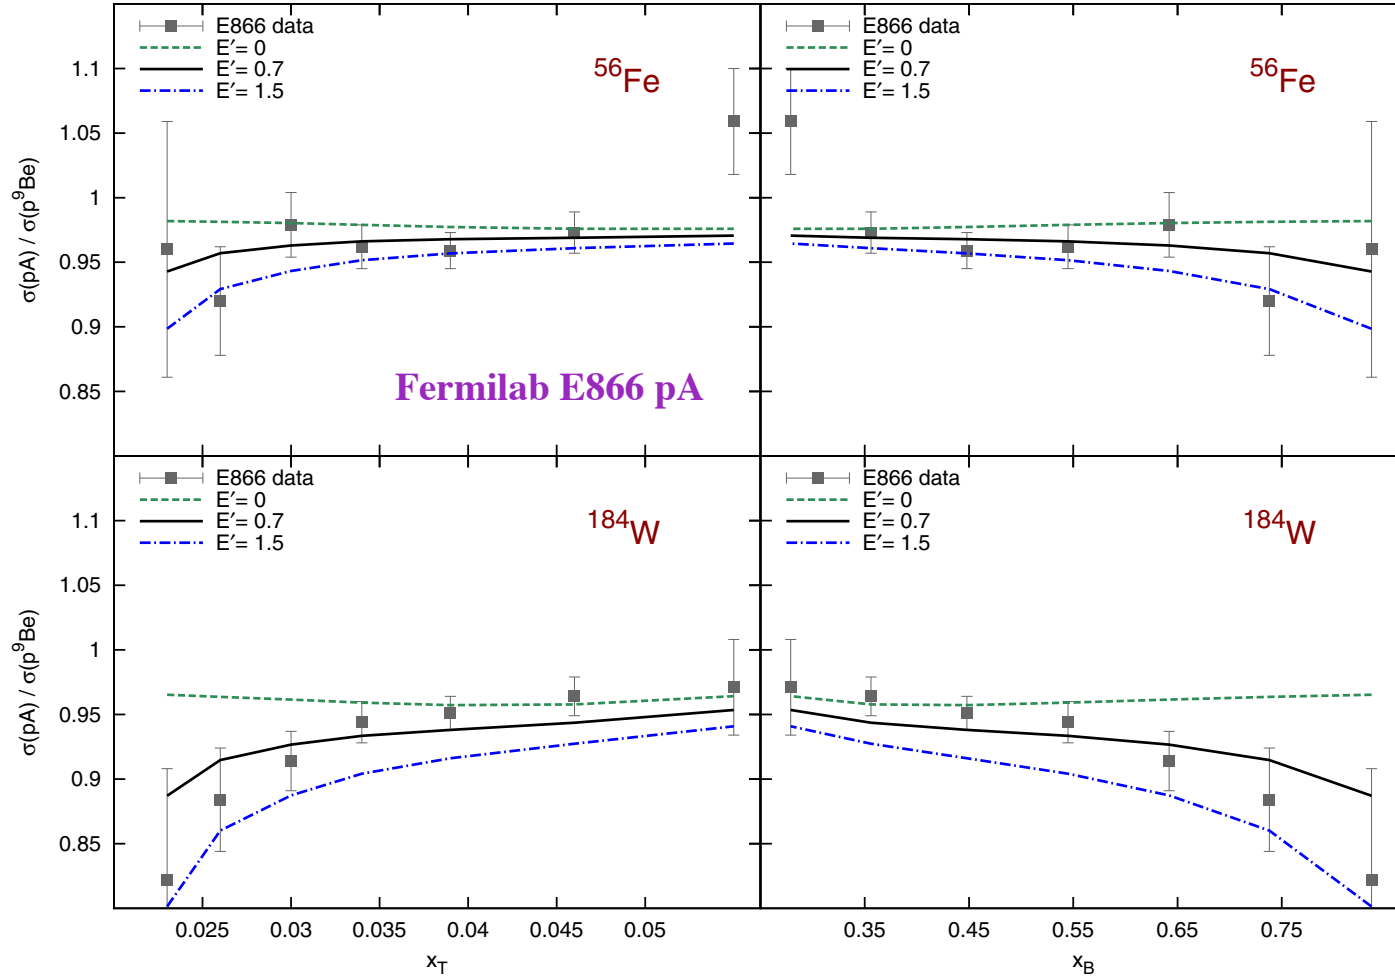 E866 data
E′= 0
E′= 0.7
E′= 1.5
⁵⁶Fe
1.1
1.05
1
0.95
0.9
0.85
σ(pA) / σ(p⁹Be)
Fermilab E866 pA
E866 data
E′= 0
E′= 0.7
E′= 1.5
⁵⁶Fe
E866 data
E′= 0
E′= 0.7
E′= 1.5
¹⁸⁴W
1.1
1.05
1
0.95
0.9
0.85
σ(pA) / σ(p⁹Be)
0.025 0.03 0.035 0.04 0.045 0.05
x_T
E866 data
E′= 0
E′= 0.7
E′= 1.5
¹⁸⁴W
0.35 0.45 0.55 0.65 0.75
x_B